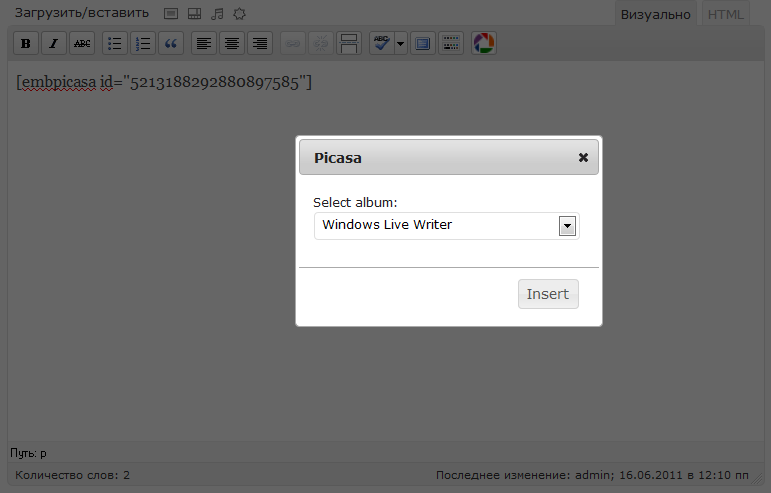 Загрузить/вставить
Визуально HTML
B I ABC ABC
[embpicasa id="5213188292880897585"]
Picasa
Select album:
Windows Live Writer
Insert
Путь: p
Количество слов: 2 Последнее изменение: admin; 16.06.2011 в 12:10 пп